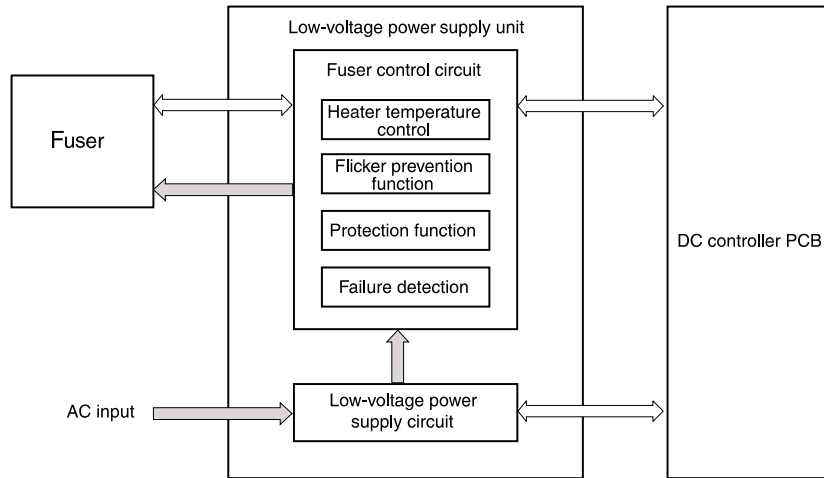 Low-voltage power supply unit
Fuser control circuit
Fuser
Heater temperature
control
Flicker prevention
function
Protection function
DC controller PCB
Failure detection
AC input
Low-voltage power
supply circuit